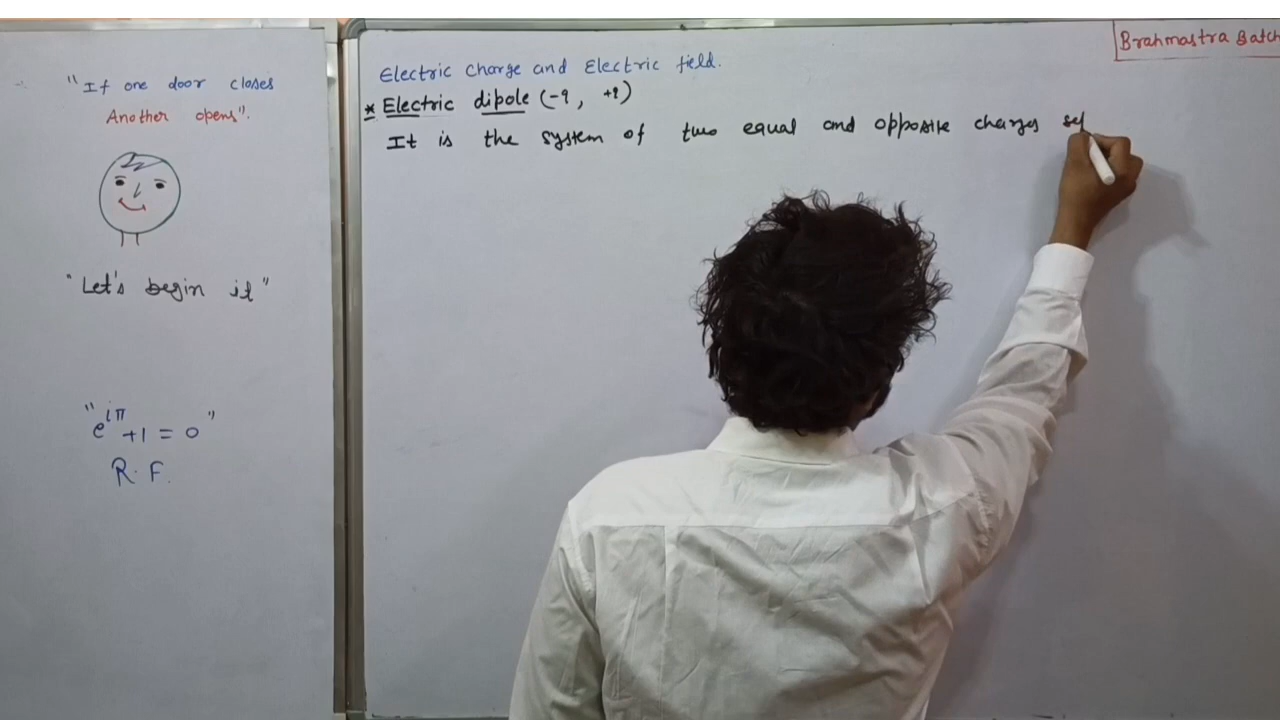 "If one door closes
Another opens".
"Let's begin it"
"e^iπ +1 = 0"
R. F.
Brahmastra Batch
Electric Charge and Electric field.
* Electric dipole (-q, +q)
It is the system of two equal and opposite charges sep